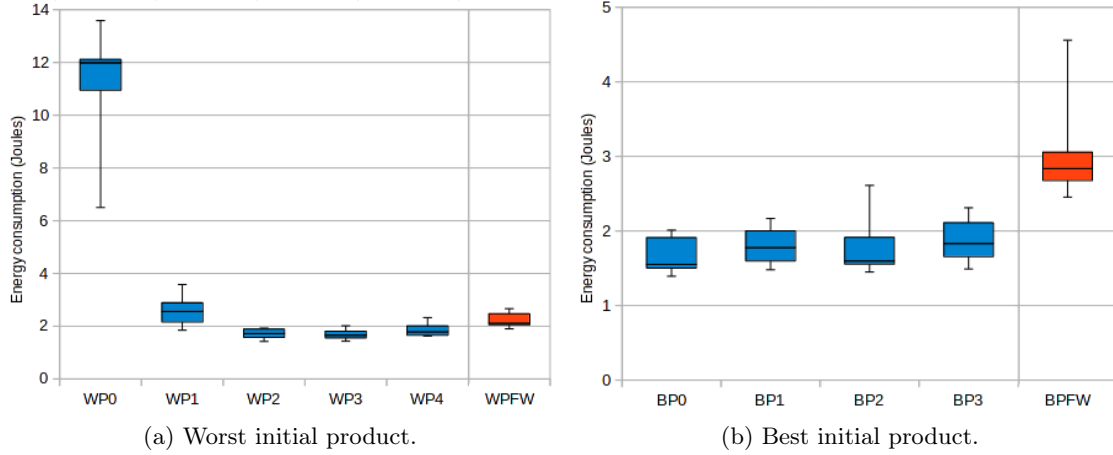 14
12
10
8
6
4
2
0
Energy consumption (Joules)
WP0 WP1 WP2 WP3 WP4 WPFW
(a) Worst initial product.
5
4
3
2
1
0
Energy consumption (Joules)
BP0 BP1 BP2 BP3 BPFW
(b) Best initial product.